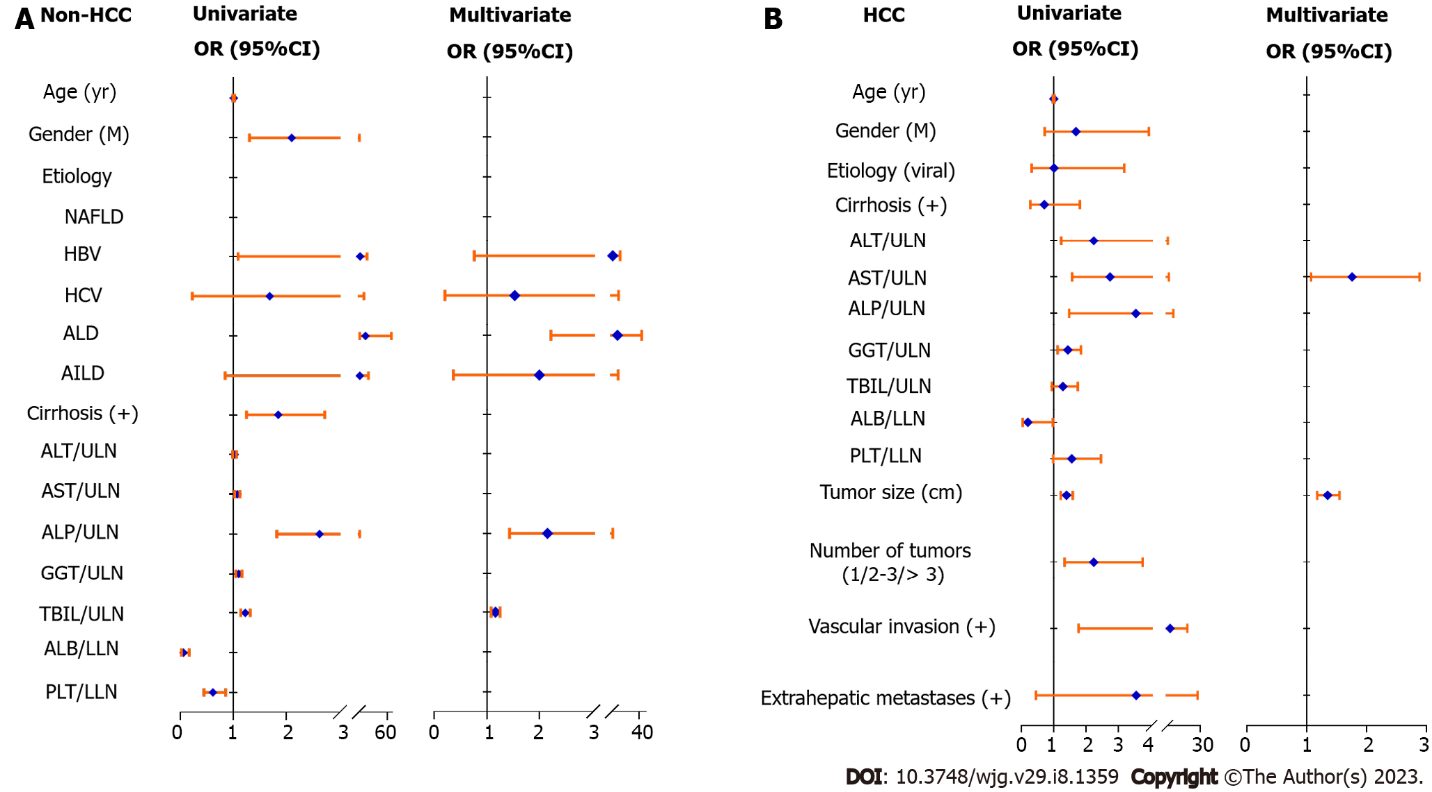 A Non-HCC Univariate Multivariate
OR (95%CI) OR (95%CI)
Age (yr)
Gender (M)
Etiology
NAFLD
HBV
HCV
ALD
AILD
Cirrhosis (+)
ALT/ULN
AST/ULN
ALP/ULN
GGT/ULN
TBIL/ULN
ALB/LLN
PLT/LLN
0 1 2 3 60 0 1 2 3 40
B HCC Univariate Multivariate
OR (95%CI) OR (95%CI)
Age (yr)
Gender (M)
Etiology (viral)
Cirrhosis (+)
ALT/ULN
AST/ULN
ALP/ULN
GGT/ULN
TBIL/ULN
ALB/LLN
PLT/LLN
Tumor size (cm)
Number of tumors
(1/2-3/> 3)
Vascular invasion (+)
Extrahepatic metastases (+)
0 1 2 3 4 30 0 1 2 3
DOI: 10.3748/wjg.v29.i8.1359 Copyright ©The Author(s) 2023.